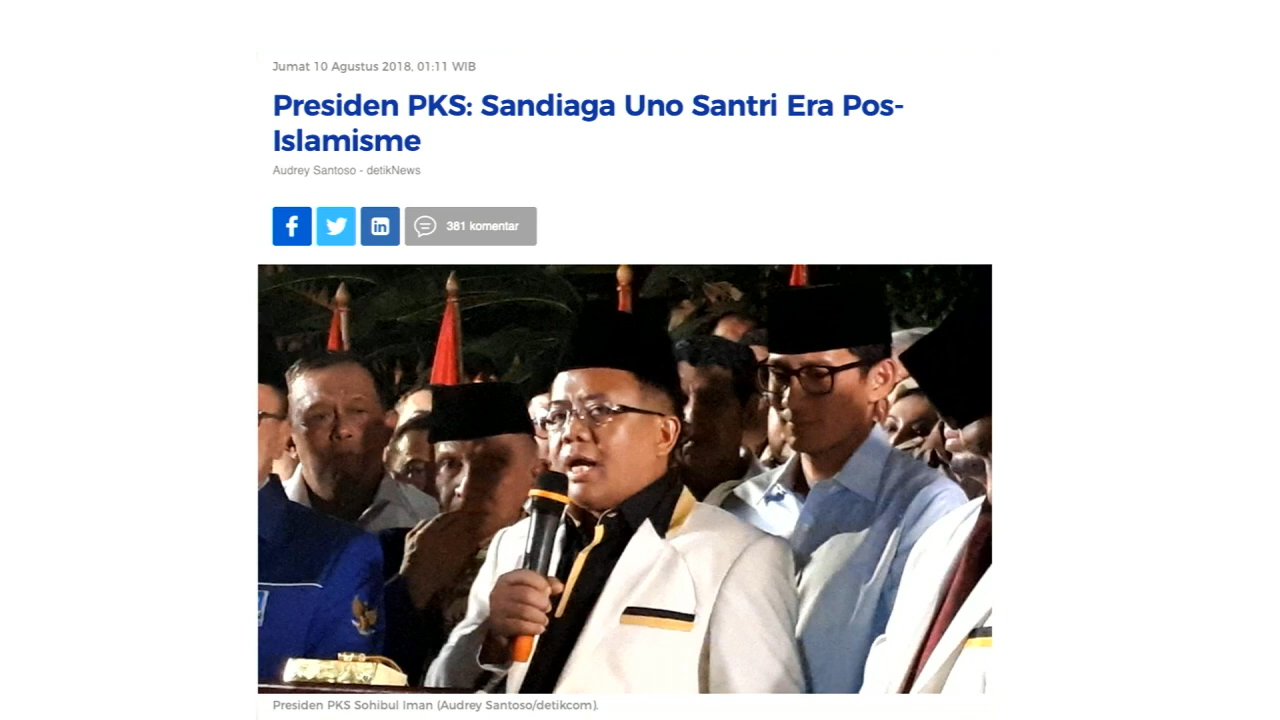 Jumat 10 Agustus 2018, 01:11 WIB
Presiden PKS: Sandiaga Uno Santri Era Pos-
Islamisme
Audrey Santoso - detikNews
381 komentar
Presiden PKS Sohibul Iman (Audrey Santoso/detikcom).